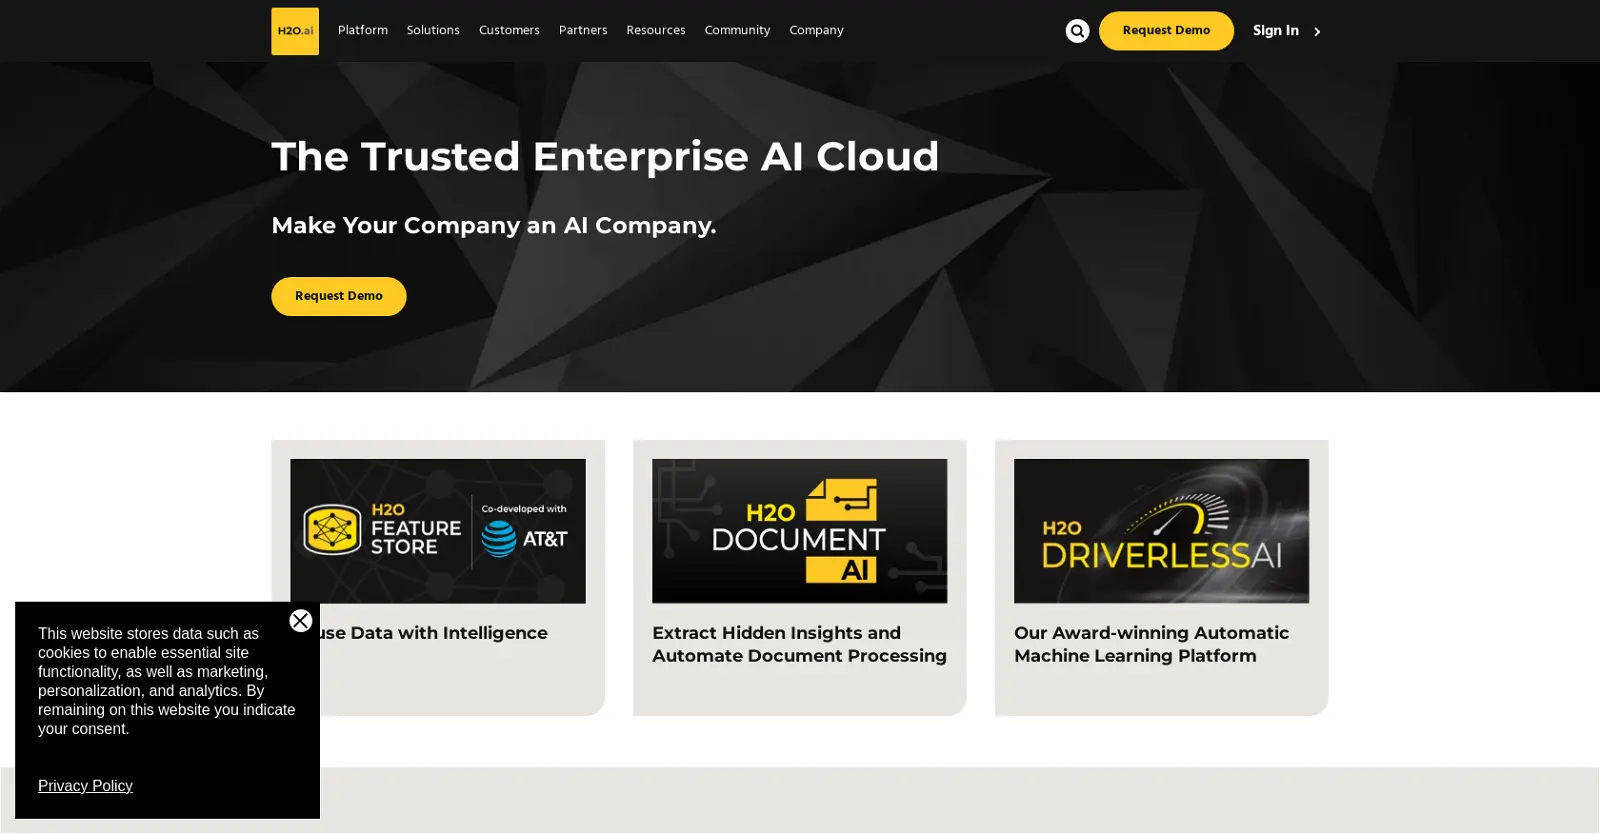 H2O.ai
Platform
Solutions
Customers
Partners
Resources
Community
Company
Request Demo
Sign In
The Trusted Enterprise AI Cloud
Make Your Company an AI Company.
Request Demo
H2O
FEATURE
STORE
Co-developed with
AT&T
use Data with Intelligence
H2O
DOCUMENT
AI
Extract Hidden Insights and
Automate Document Processing
H2O
DRIVERLESSAI
Our Award-winning Automatic
Machine Learning Platform
This website stores data such as
cookies to enable essential site
functionality, as well as marketing,
personalization, and analytics. By
remaining on this website you indicate
your consent.
Privacy Policy